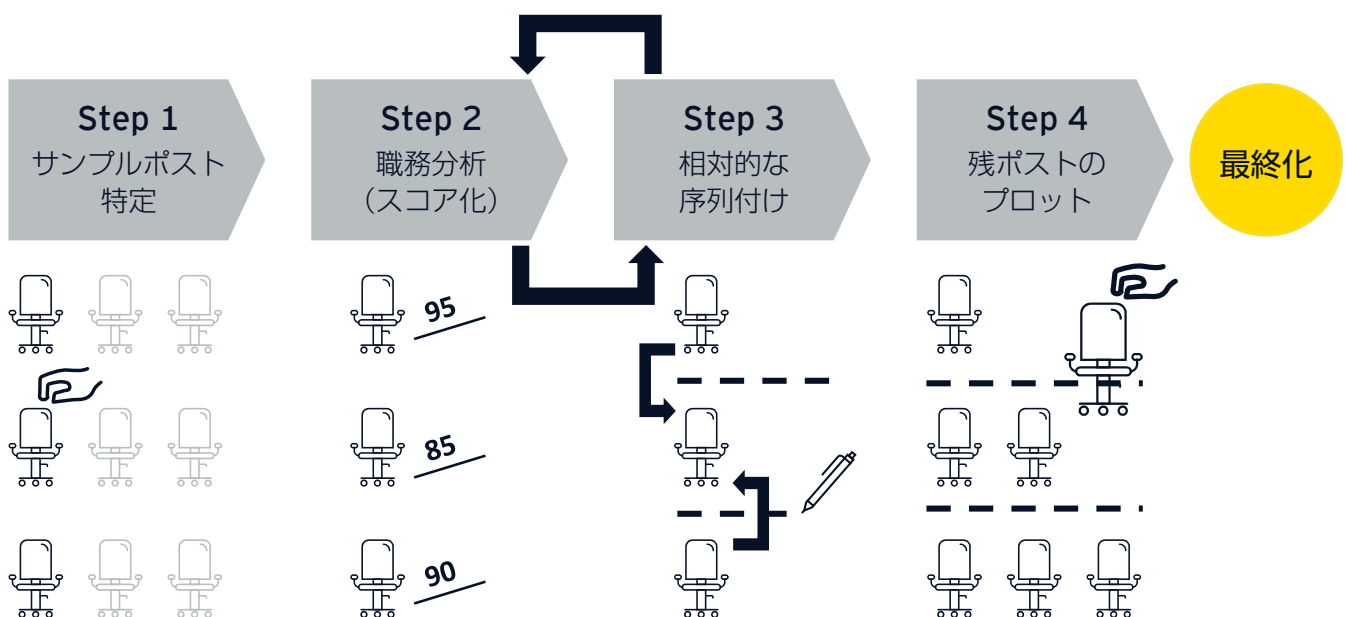 Step 1
サンプルポスト
特定
Step 2
職務分析
（スコア化）
Step 3
相対的な
序列付け
Step 4
残ポストの
プロット
最終化
95
85
90